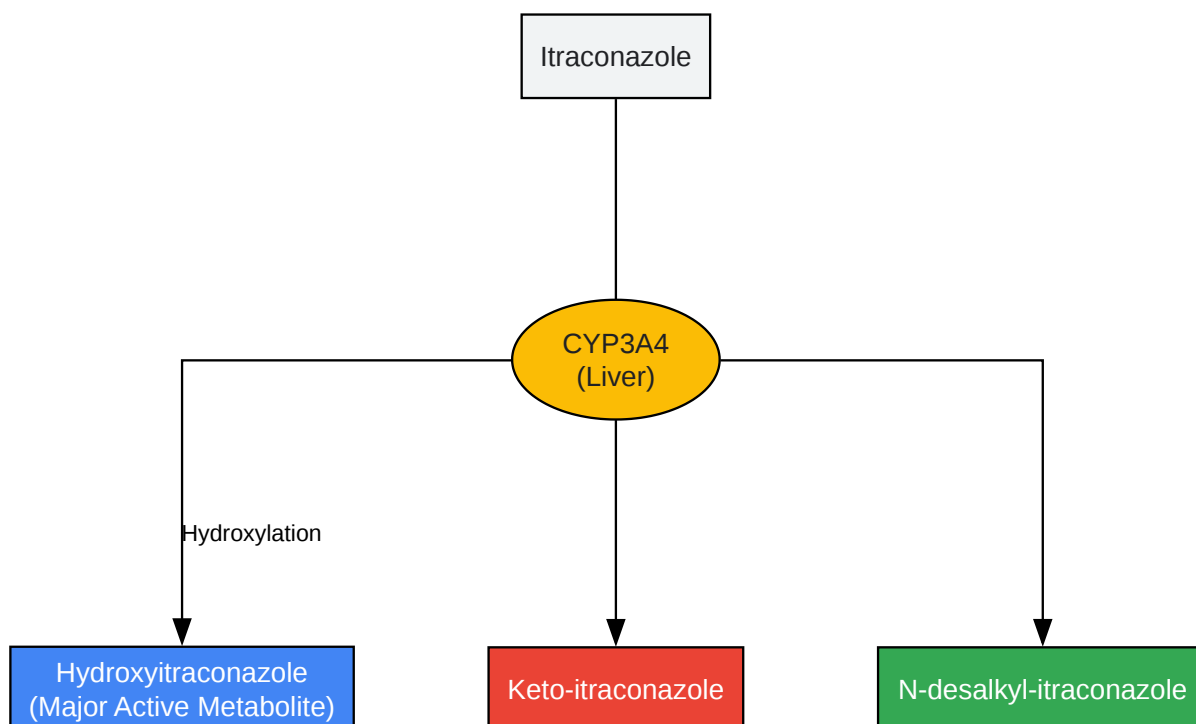 Itraconazole
CYP3A4
(Liver)
Hydroxylation
Hydroxyitraconazole
(Major Active Metabolite)
Keto-itraconazole
N-desalkyl-itraconazole